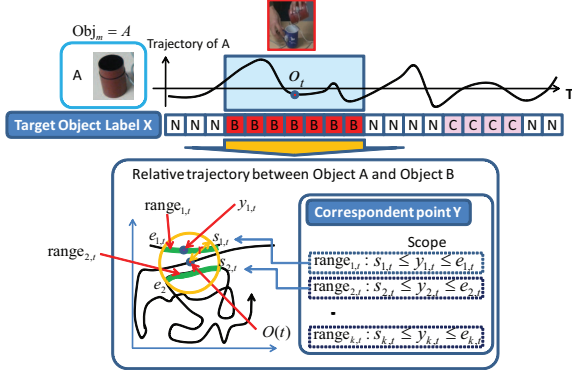 Obj_m = A
A
Trajectory of A
O_t
T
Target Object Label X
N N N B B B B B B B N N N N C C C C N N
Relative trajectory between Object A and Object B
range_{1,t}
y_{1,t}
e_{1,t}
s_{1,t}
range_{2,t}
s_{2,t}
e_2
O(t)
Correspondent point Y
Scope
range_{1,t} : s_{1,t} ≤ y_{1,t} ≤ e_{1,t}
range_{2,t} : s_{2,t} ≤ y_{2,t} ≤ e_{2,t}
.
range_{k,t} : s_{k,t} ≤ y_{k,t} ≤ e_{k,t}